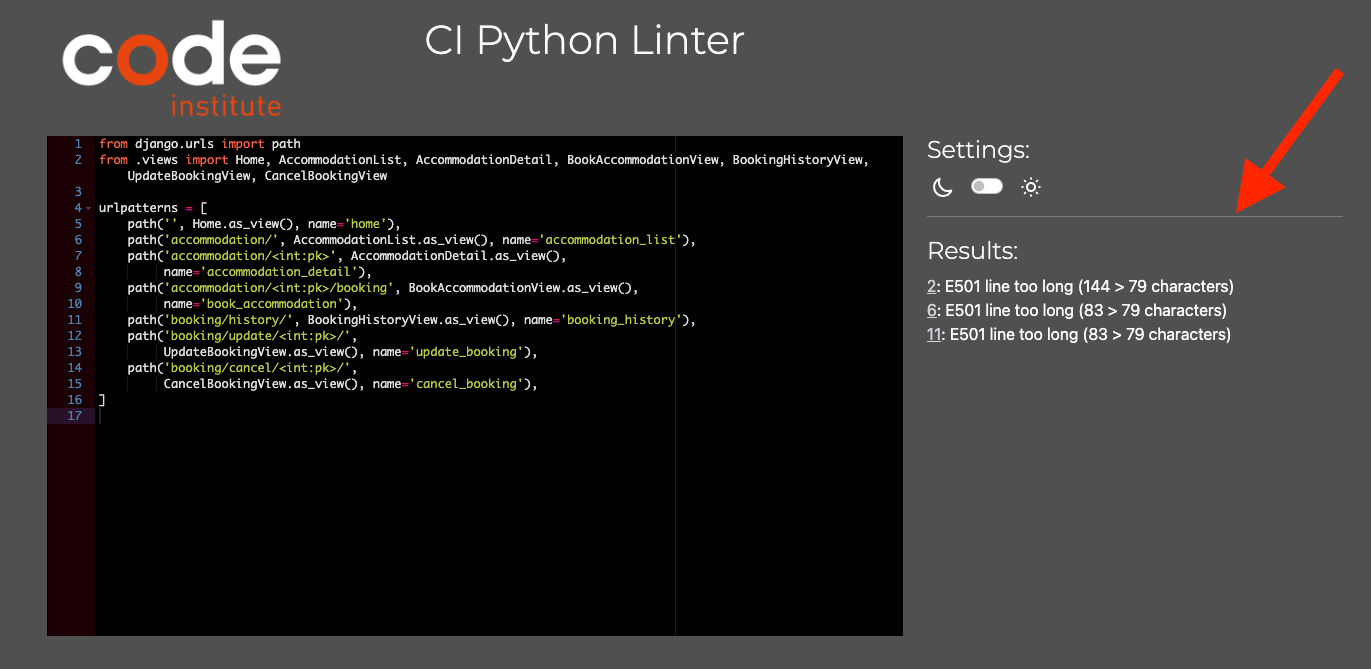 code
institute
CI Python Linter
1 from django.urls import path
2 from .views import Home, AccommodationList, AccommodationDetail, BookAccommodationView, BookingHistoryView,
UpdateBookingView, CancelBookingView
3
4 urlpatterns = [
5 path('', Home.as_view(), name='home'),
6 path('accommodation/', AccommodationList.as_view(), name='accommodation_list'),
7 path('accommodation/<int:pk>', AccommodationDetail.as_view(),
8 name='accommodation_detail'),
9 path('accommodation/<int:pk>/booking', BookAccommodationView.as_view(),
10 name='book_accommodation'),
11 path('booking/history/', BookingHistoryView.as_view(), name='booking_history'),
12 path('booking/update/<int:pk>/',
13 UpdateBookingView.as_view(), name='update_booking'),
14 path('booking/cancel/<int:pk>/',
15 CancelBookingView.as_view(), name='cancel_booking'),
16 ]
17
Settings:
Results:
2: E501 line too long (144 > 79 characters)
6: E501 line too long (83 > 79 characters)
11: E501 line too long (83 > 79 characters)